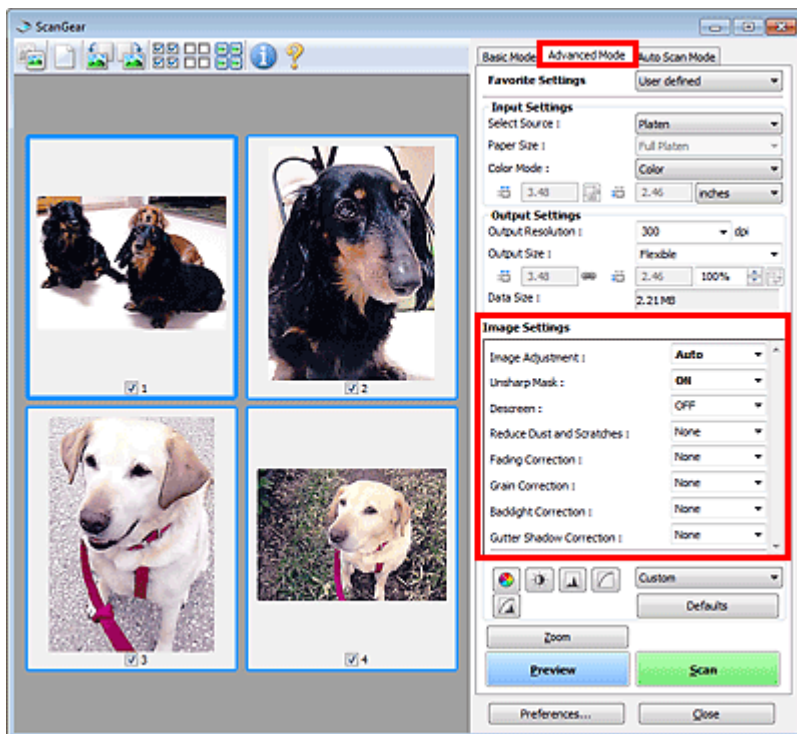 ScanGear
Basic Mode Advanced Mode Auto Scan Mode
Favorite Settings User defined
Input Settings
Select Source : Platen
Paper Size : Full Platen
Color Mode : Color
3.48 2.46 inches
Output Settings
Output Resolution : 300 dpi
Output Size : Flexible
3.48 2.46 100%
Data Size : 2.21MB
Image Settings
Image Adjustment : Auto
Unsharp Mask : ON
Descreen : OFF
Reduce Dust and Scratches : None
Fading Correction : None
Grain Correction : None
Backlight Correction : None
Gutter Shadow Correction : None
Custom
Defaults
Zoom
Preview Scan
Preferences... Close
1
2
3
4